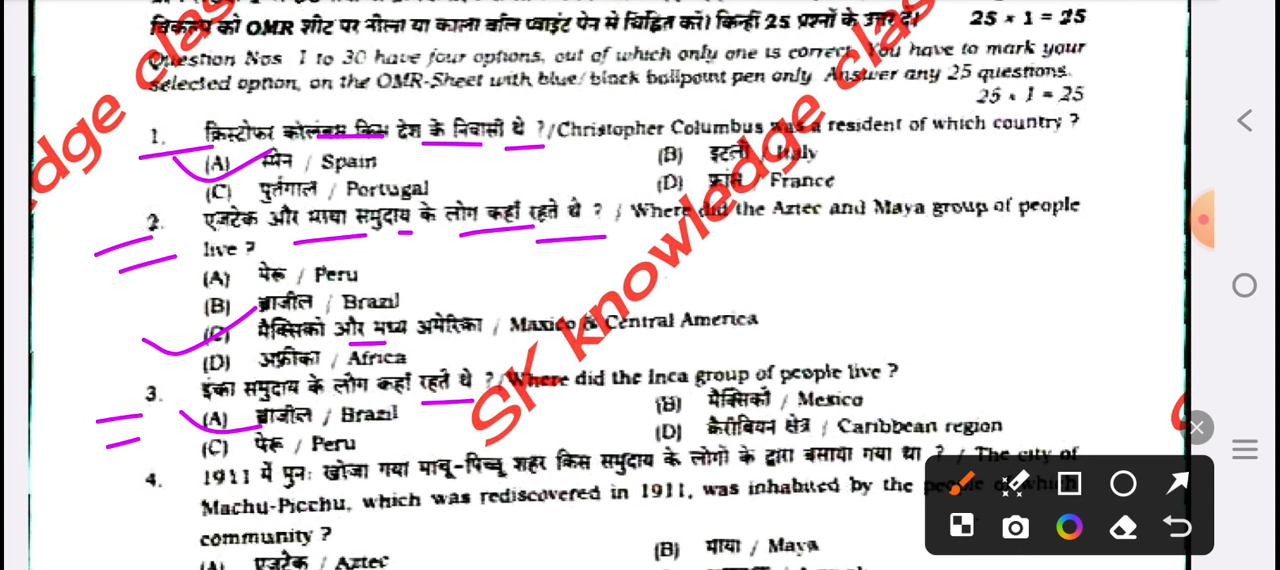 विकल्प को OMR शीट पर नीला या काला बॉल प्वाइंट पेन से चिह्नित करें। किन्हीं 25 प्रश्नों के उत्तर दें। 25 × 1 = 25
Question Nos 1 to 30 have four options, out of which only one is correct. You have to mark your
selected option, on the OMR-Sheet with blue/black ballpoint pen only Answer any 25 questions.
25 × 1 = 25
1. क्रिस्टोफर कोलंबस किस देश के निवासी थे ?/Christopher Columbus was a resident of which country ?
(A) स्पेन / Spain (B) इटली / Italy
(C) पुर्तगाल / Portugal (D) फ्रांस / France
2. एजटेक और माया समुदाय के लोग कहाँ रहते थे ? / Where did the Aztec and Maya group of people
live ?
(A) पेरू / Peru
(B) ब्राजील / Brazil
(C) मैक्सिको और मध्य अमेरिका / Maxico & Central America
(D) अफ्रीका / Africa
3. इंका समुदाय के लोग कहाँ रहते थे ?/Where did the Inca group of people live ?
(A) ब्राजील / Brazil (B) मैक्सिको / Mexico
(C) पेरू / Peru (D) कैरीबियन क्षेत्र / Caribbean region
4. 1911 में पुनः खोजा गया माचू-पिच्चू शहर किस समुदाय के लोगों के द्वारा बसाया गया था ? / The city of
Machu-Picchu, which was rediscovered in 1911, was inhabited by the people of which
community ?
(A) एजटेक / Aztec (B) माया / Maya
SK knowledge classes